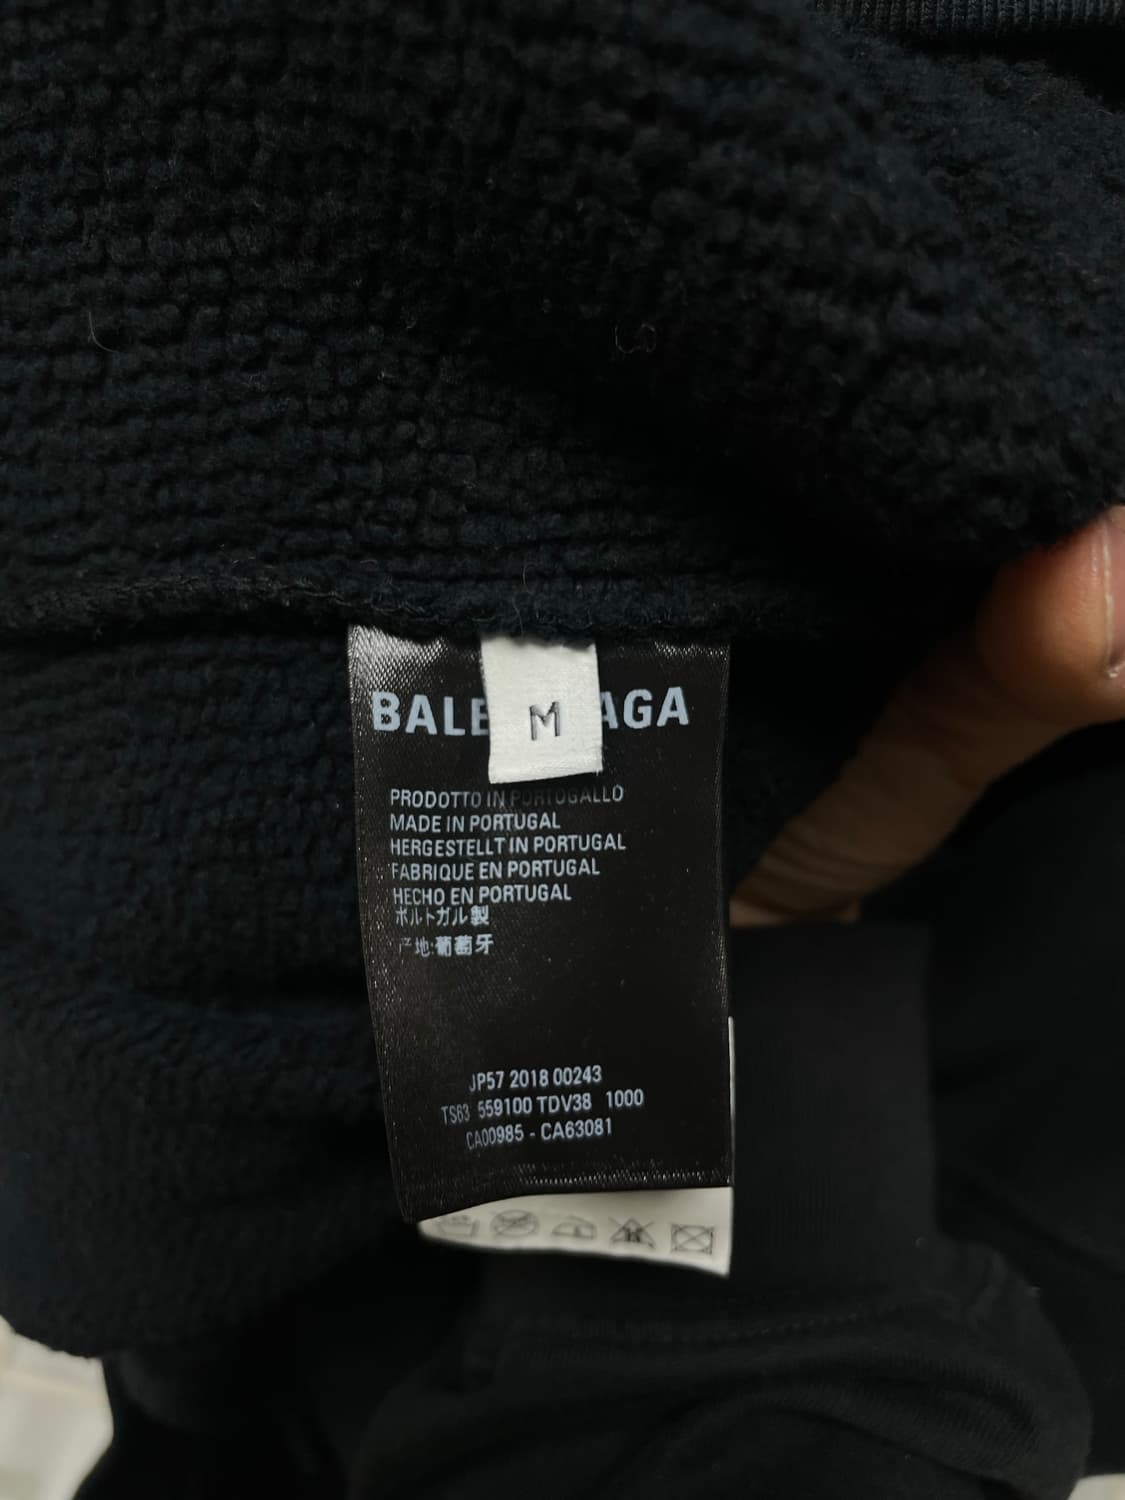 BALE AGA
M
PRODOTTO IN PORTOGALLO
MADE IN PORTUGAL
HERGESTELLT IN PORTUGAL
FABRIQUE EN PORTUGAL
HECHO EN PORTUGAL
ポルトガル製
产地:葡萄牙
JP57 2018 00243
TS63 559100 TDV38 1000
CA00985 - CA63081